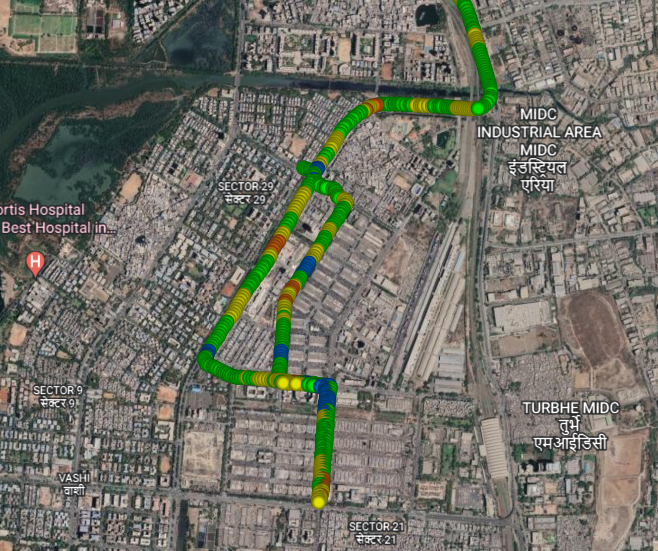 MIDC
INDUSTRIAL AREA
MIDC
इंडस्ट्रियल
एरिया
SECTOR 29
सेक्टर 29
ortis Hospital
Best Hospital in...
H
SECTOR 9
सेक्टर 9
TURBHE MIDC
तुर्भे
एमआईडीसी
VASHI
वाशी
SECTOR 21
सेक्टर 21